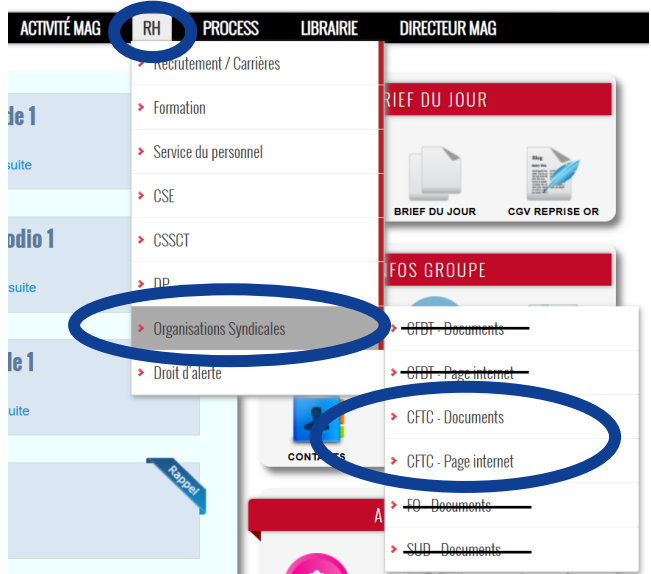 ACTIVITÉ MAG RH PROCESS LIBRAIRIE DIRECTEUR MAG
Recrutement / Carrières
Formation
Service du personnel
CSE
CSSCT
DP
Organisations Syndicales
Droit d'alerte
CFDT - Documents
CFDT - Page internet
CFTC - Documents
CFTC - Page internet
FO - Documents
SUD - Documents
de 1
suite
odio 1
suite
le 1
uite
Rappel
RIEF DU JOUR
Blog
BRIEF DU JOUR CGV REPRISE OR
FOS GROUPE
A